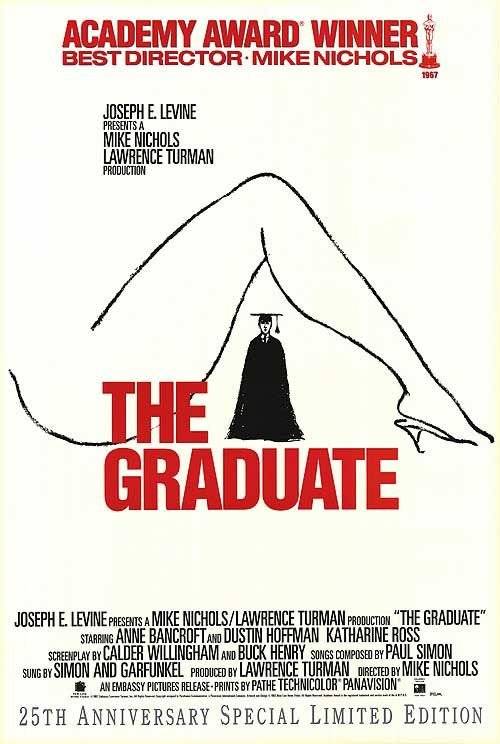 ACADEMY AWARD® WINNER
BEST DIRECTOR · MIKE NICHOLS
1967
JOSEPH E. LEVINE
PRESENTS A
MIKE NICHOLS
LAWRENCE TURMAN
PRODUCTION
THE
GRADUATE
JOSEPH E. LEVINE PRESENTS A MIKE NICHOLS/LAWRENCE TURMAN PRODUCTION "THE GRADUATE"
STARRING ANNE BANCROFT AND DUSTIN HOFFMAN KATHARINE ROSS
SCREENPLAY BY CALDER WILLINGHAM AND BUCK HENRY SONGS COMPOSED BY PAUL SIMON
SUNG BY SIMON AND GARFUNKEL PRODUCED BY LAWRENCE TURMAN DIRECTED BY MIKE NICHOLS
AN EMBASSY PICTURES RELEASE · PRINTS BY PATHE TECHNICOLOR® PANAVISION®
25TH ANNIVERSARY SPECIAL LIMITED EDITION